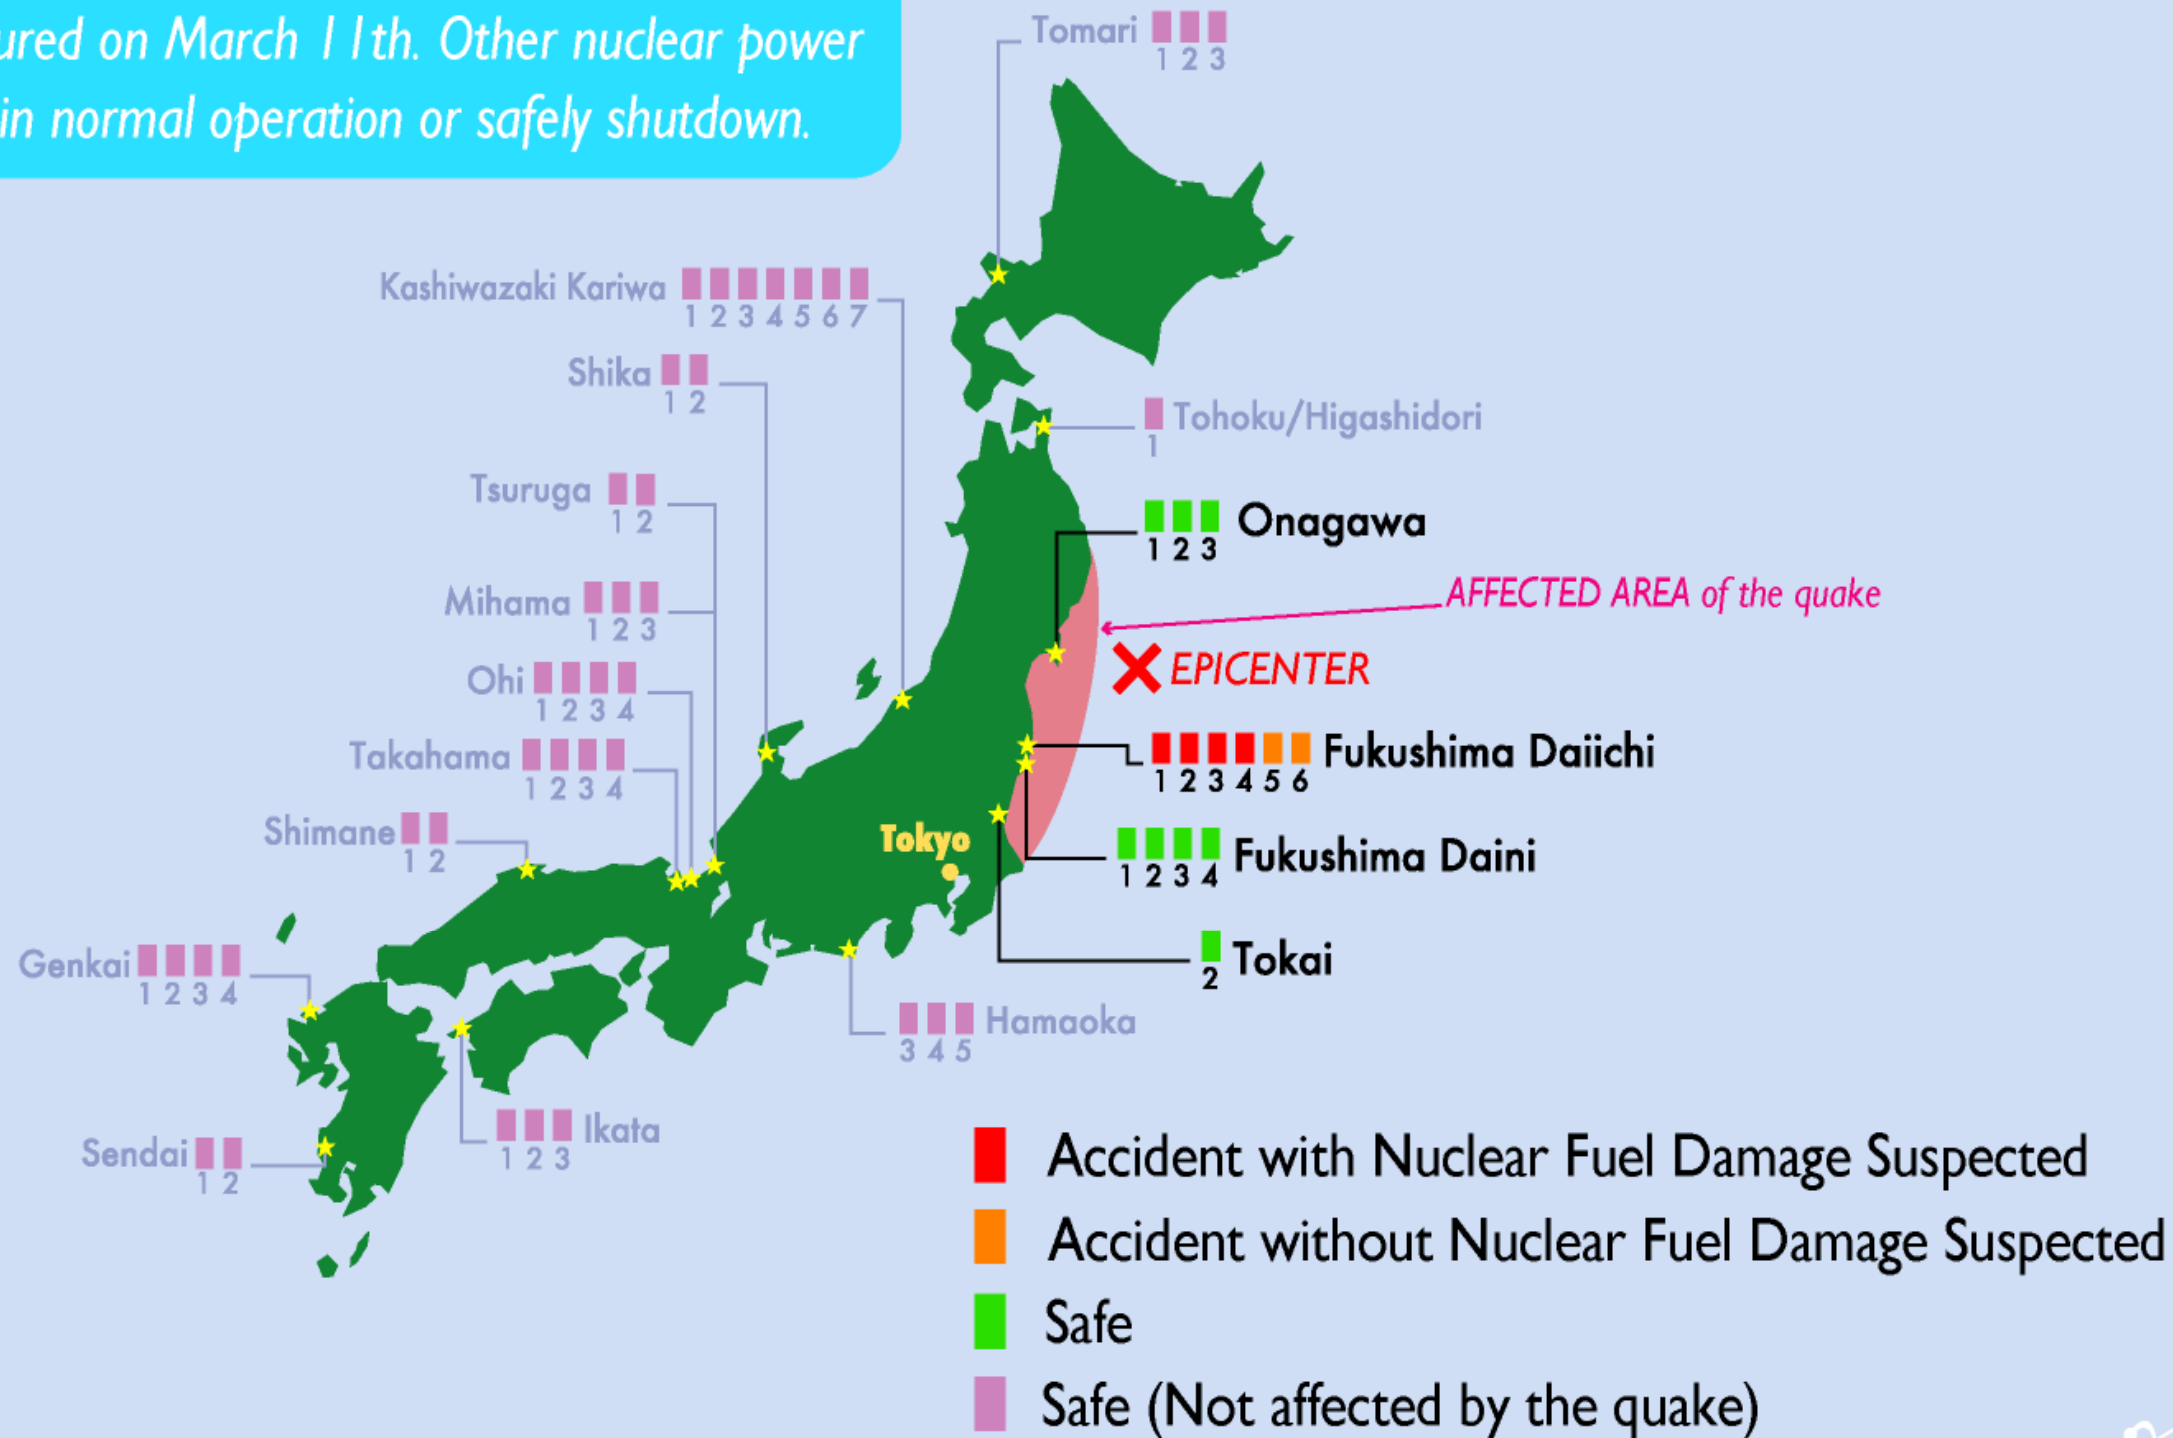 ured on March 11th. Other nuclear power
in normal operation or safely shutdown.
Tomari
1 2 3
Kashiwazaki Kariwa
1 2 3 4 5 6 7
Shika
1 2
Tohoku/Higashidori
1
Tsuruga
1 2
Onagawa
1 2 3
Mihama
1 2 3
AFFECTED AREA of the quake
EPICENTER
Ohi
1 2 3 4
Takahama
1 2 3 4
Fukushima Daiichi
1 2 3 4 5 6
Shimane
1 2
Tokyo
Fukushima Daini
1 2 3 4
Genkai
1 2 3 4
Tokai
2
Hamaoka
3 4 5
Ikata
1 2 3
Sendai
1 2
Accident with Nuclear Fuel Damage Suspected
Accident without Nuclear Fuel Damage Suspected
Safe
Safe (Not affected by the quake)